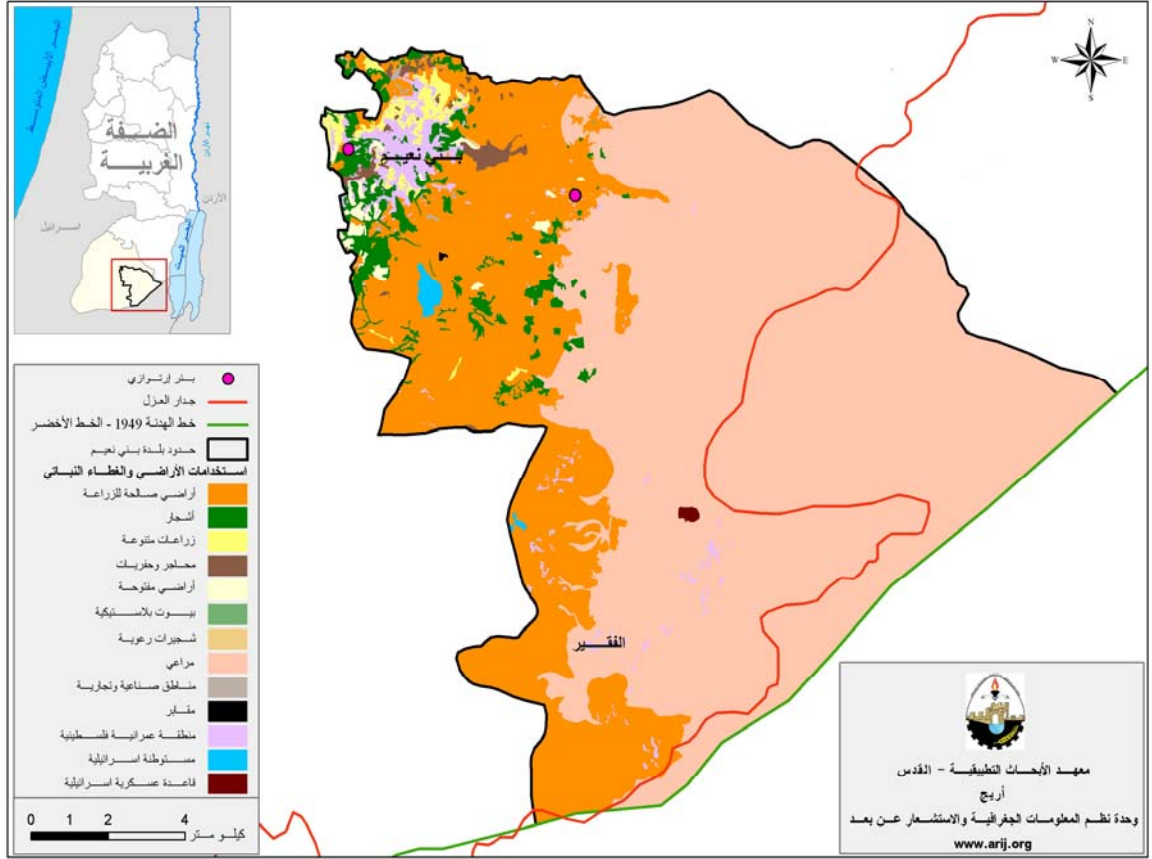 البحر الأبيض المتوسط
الضفة
الغربية
نهر الأردن
الأردن
اسرائيل
البحر الميت
N
W E
S
بني نعيم
الفقير
بئر إرتوازي
جدار العزل
خط الهدنة 1949 - الخط الأخضر
حدود بلدة بني نعيم
استخدامات الأراضي والغطاء النباتي
أراضي صالحة للزراعة
أشجار
زراعات متنوعة
محاجر وحفريات
أراضي مفتوحة
بيوت بلاستيكية
شجيرات رعوية
مراعي
مناطق صناعية وتجارية
مقابر
منطقة عمرانية فلسطينية
مستوطنة اسرائيلية
قاعدة عسكرية اسرائيلية
0 1 2 4
كيلو متر
معهد الأبحاث التطبيقية - القدس
أريج
وحدة نظم المعلومات الجغرافية والاستشعار عن بعد
www.arij.org